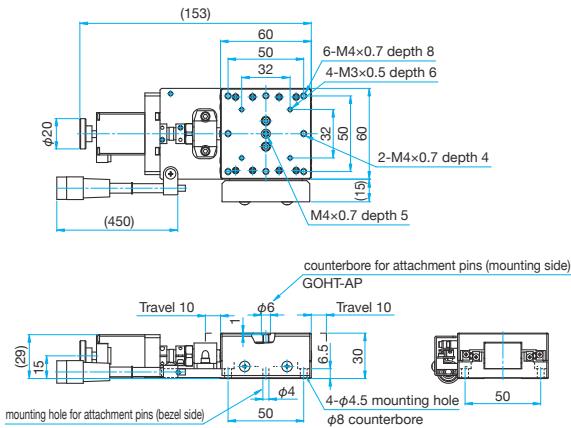 (153)
60
50
32
6-M4×0.7 depth 8
4-M3×0.5 depth 6
φ20
32
50
60
2-M4×0.7 depth 4
(15)
M4×0.7 depth 5
(450)
counterbore for attachment pins (mounting side)
GOHT-AP
Travel 10
1
φ6
Travel 10
(29)
15
6.5
30
φ4
4-φ4.5 mounting hole
mounting hole for attachment pins (bezel side)
50
φ8 counterbore
50